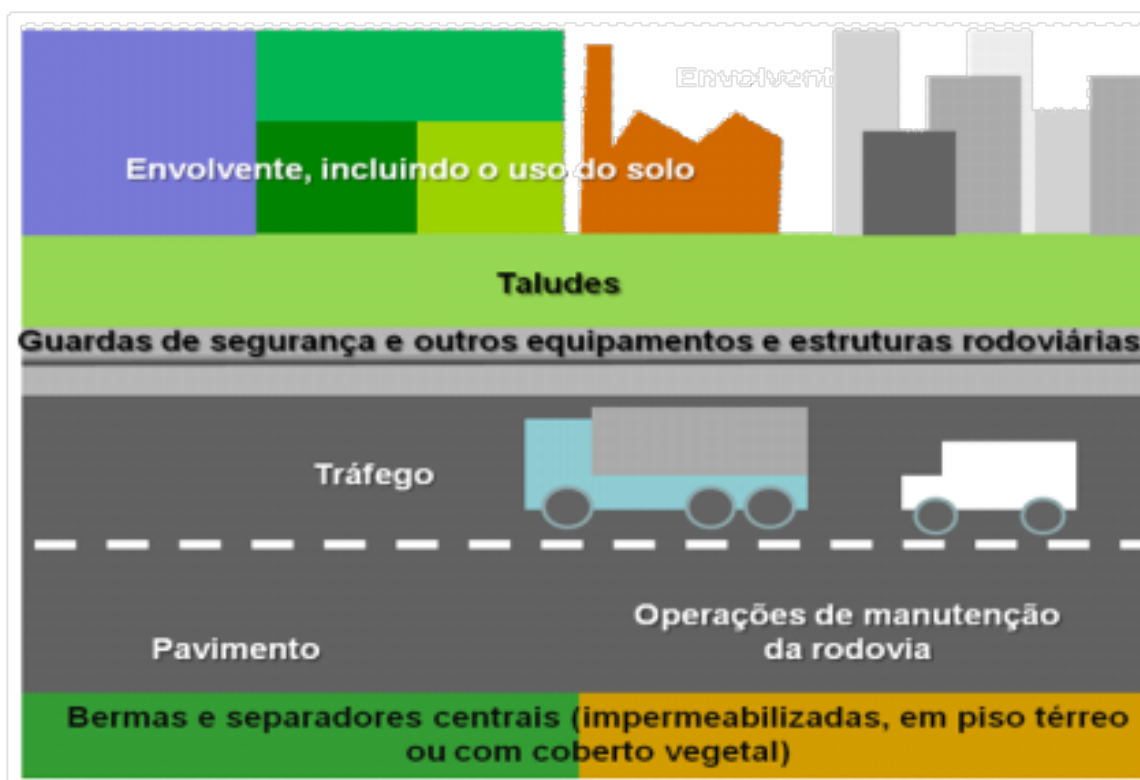 Envolvent
Envolvente, incluindo o uso do solo
Taludes
Guardas de segurança e outros equipamentos e estruturas rodoviárias
Tráfego
Operações de manutenção
da rodovia
Pavimento
Bermas e separadores centrais (impermeabilizadas, em piso térreo
ou com coberto vegetal)